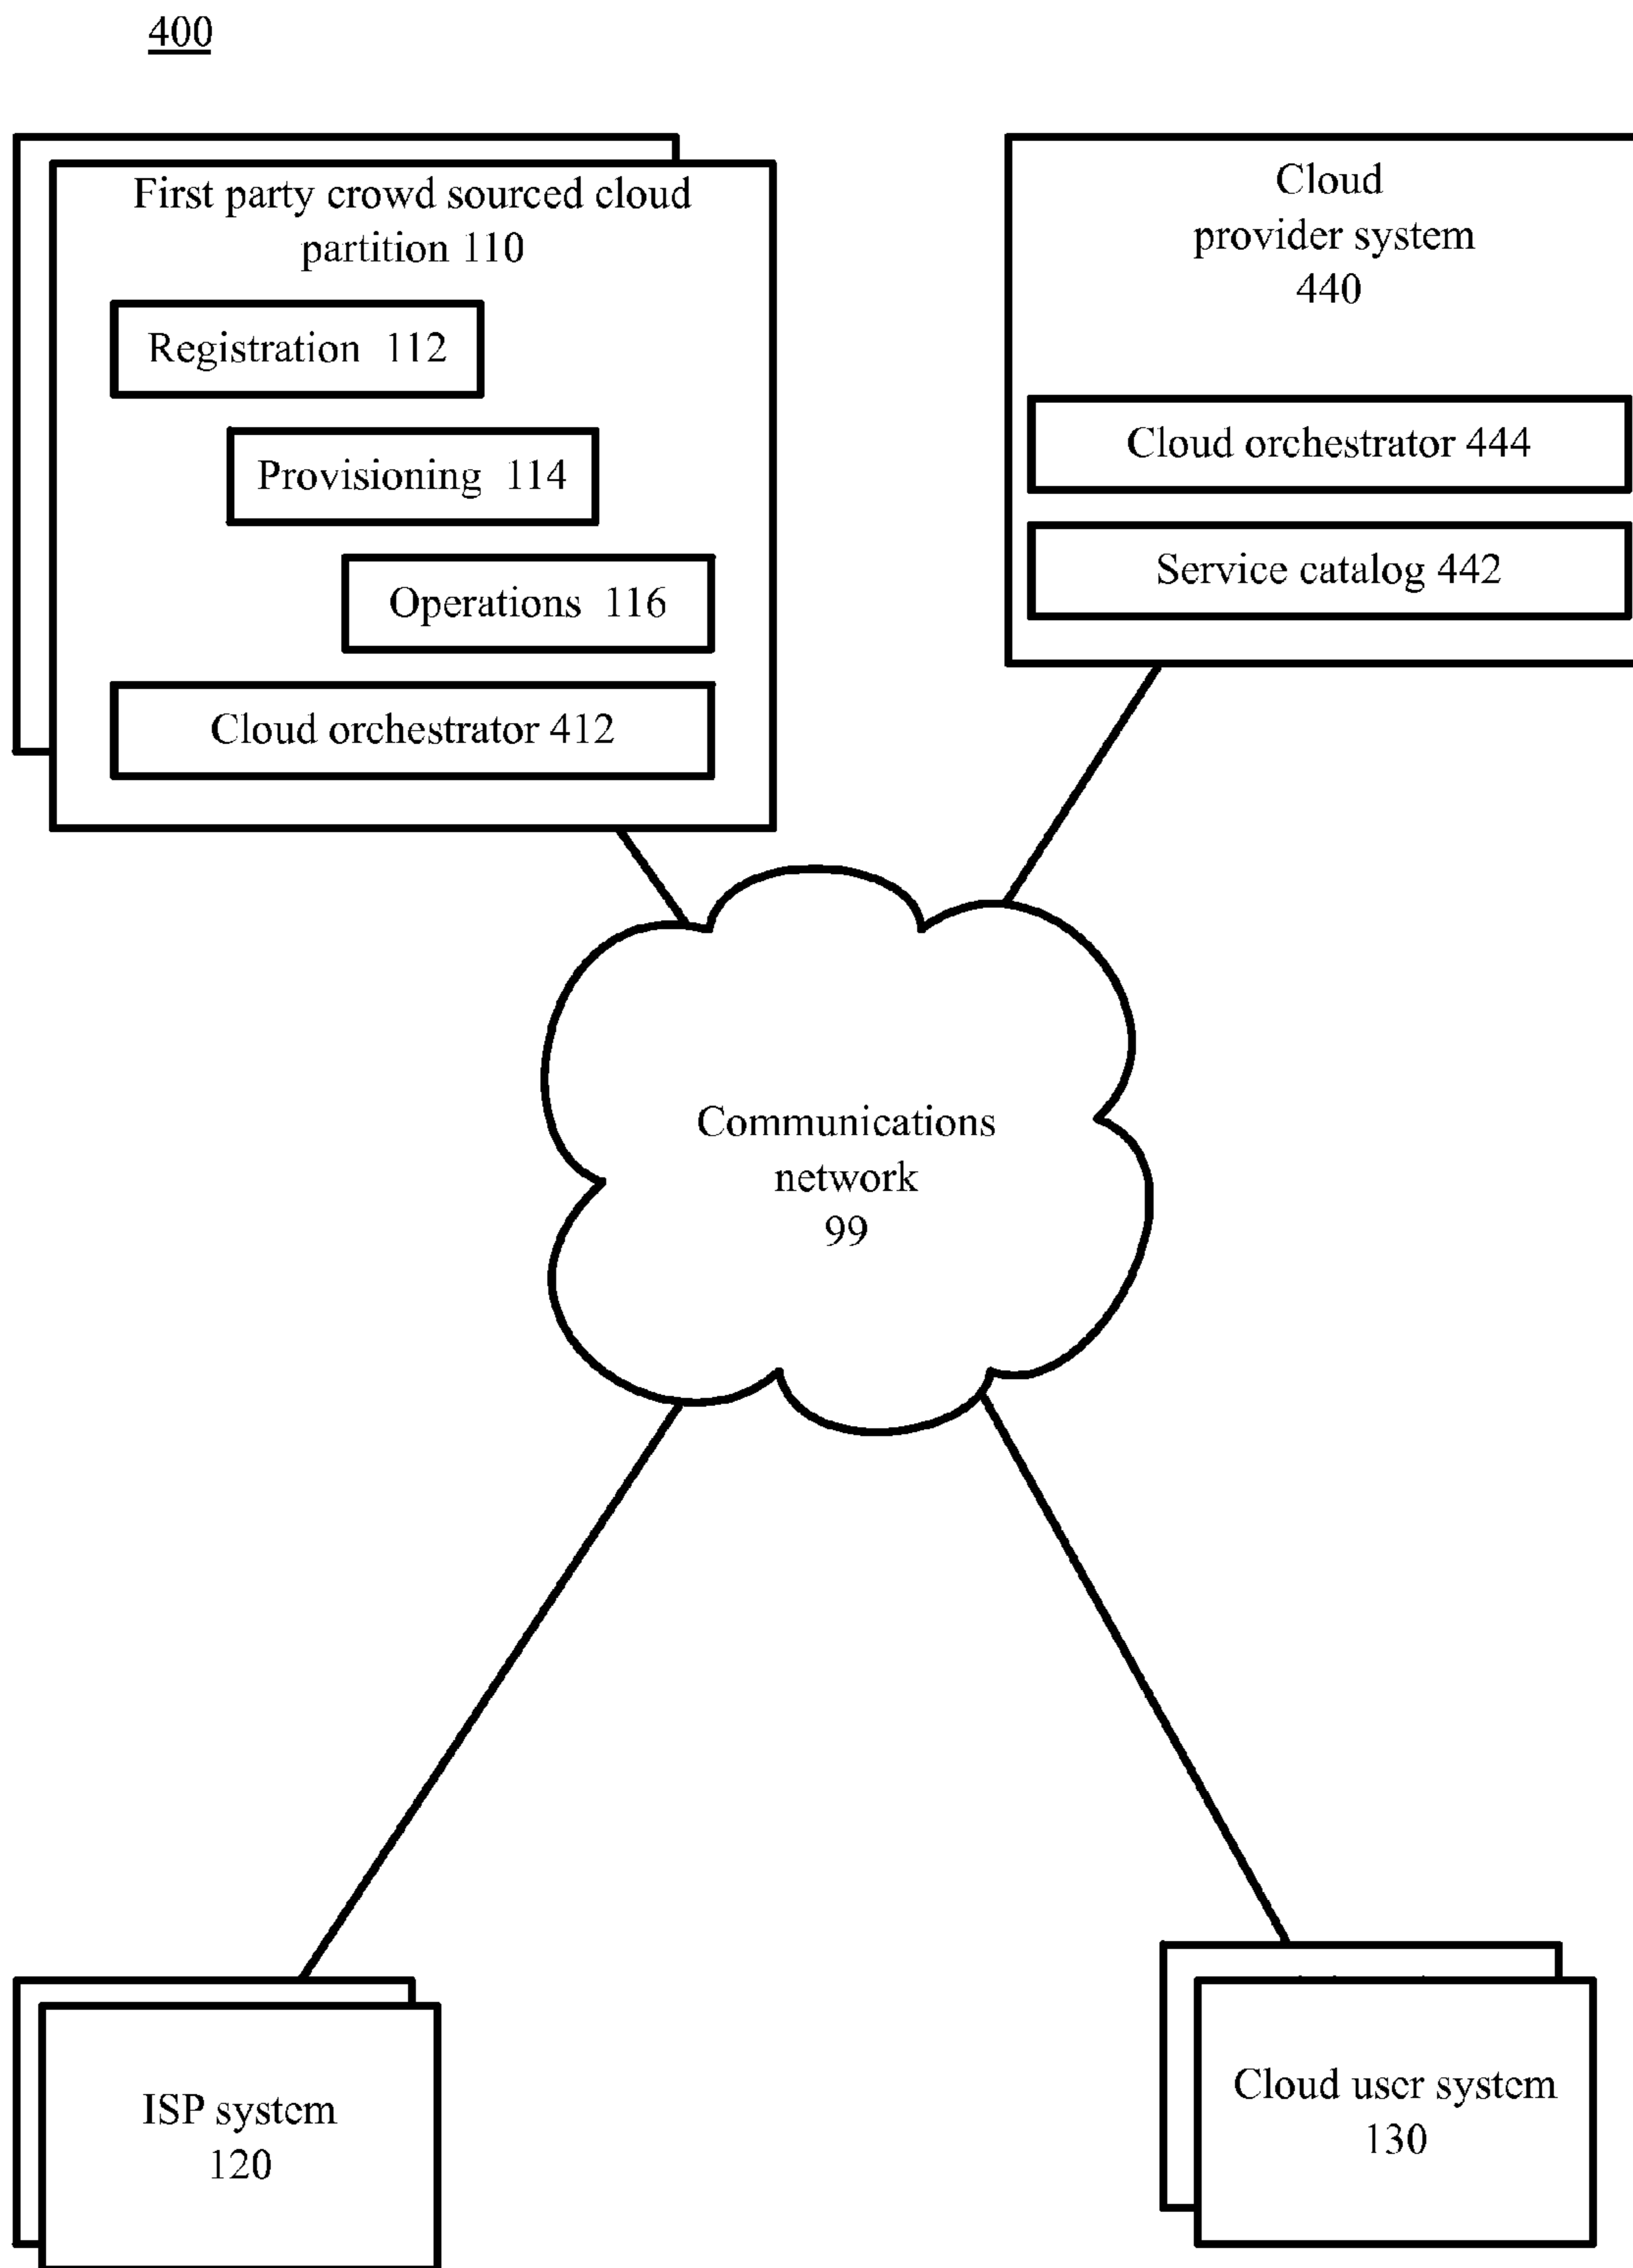 400
First party crowd sourced cloud
partition 110
Registration 112
Provisioning 114
Operations 116
Cloud orchestrator 412
Cloud
provider system
440
Cloud orchestrator 444
Service catalog 442
Communications
network
99
ISP system
120
Cloud user system
130